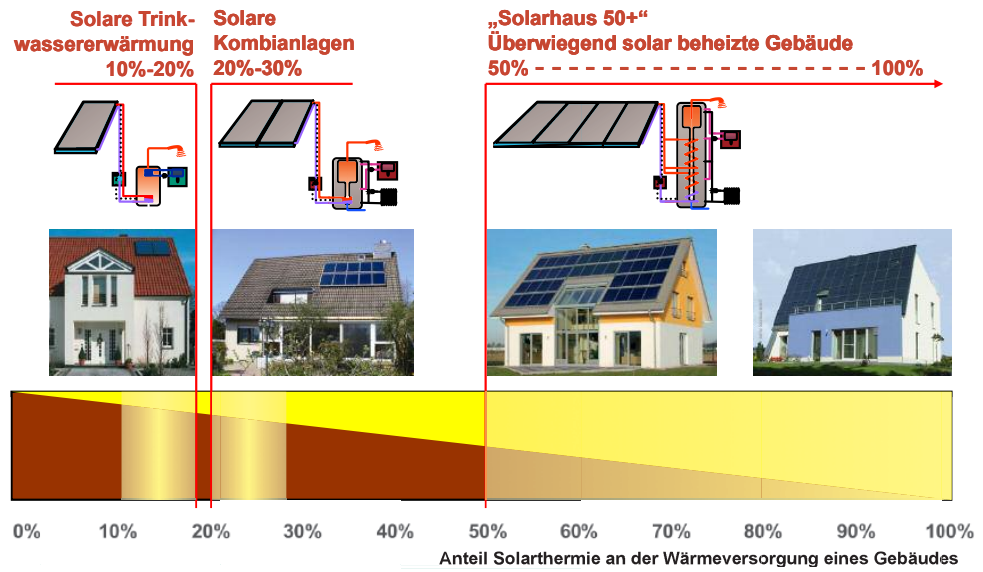 Solare Trink-
wassererwärmung
10%-20%
Solare
Kombianlagen
20%-30%
„Solarhaus 50+“
Überwiegend solar beheizte Gebäude
50% - - - - - - - - - - - - - - - - - - - - 100%
0% 10% 20% 30% 40% 50% 60% 70% 80% 90% 100%
Anteil Solarthermie an der Wärmeversorgung eines Gebäudes